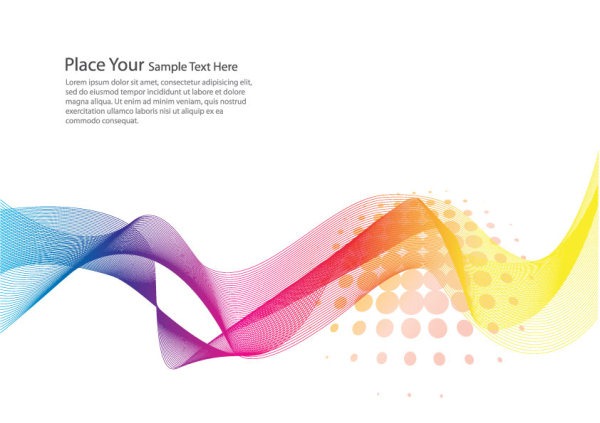 Place Your Sample Text Here
Lorem ipsum dolor sit amet, consectetur adipisicing elit,
sed do eiusmod tempor incididunt ut labore et dolore
magna aliqua. Ut enim ad minim veniam, quis nostrud
exercitation ullamco laboris nisi ut aliquip ex ea
commodo consequat.